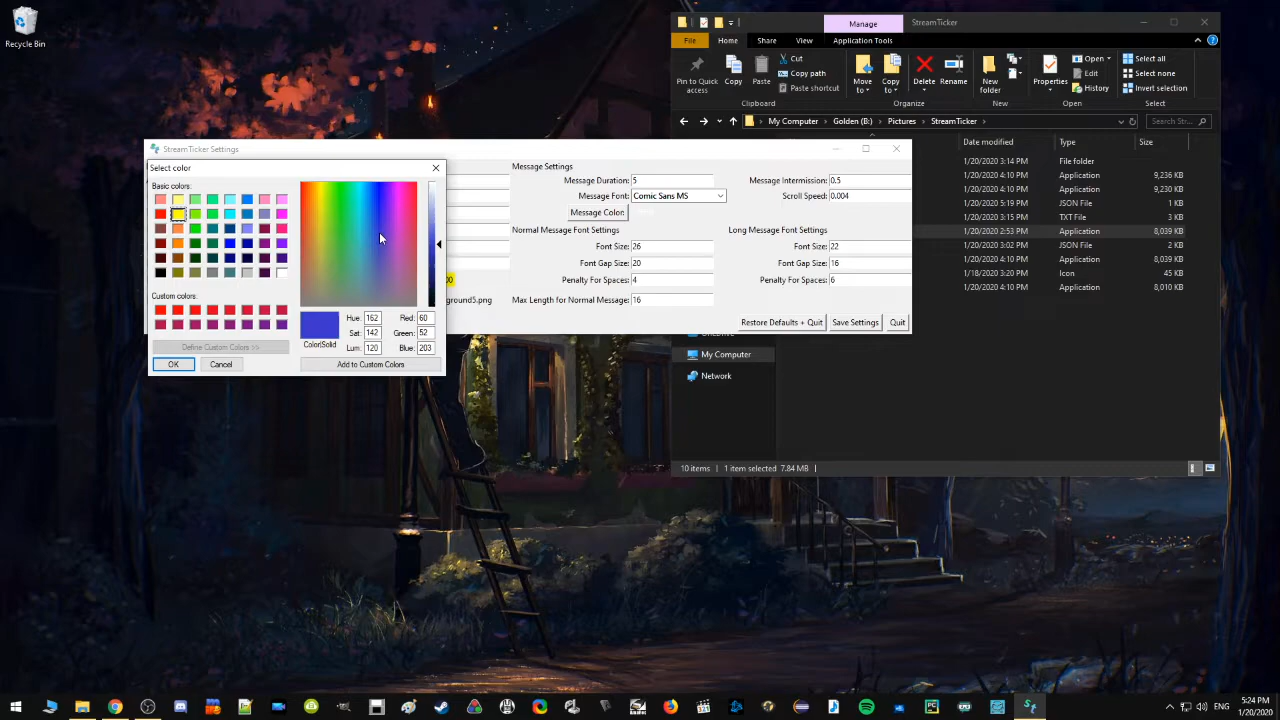 Recycle Bin
Manage
StreamTicker
File
Home
Share
View
Application Tools
Pin to Quick access
Copy
Paste
Cut
Copy path
Paste shortcut
Clipboard
Move to
Copy to
Delete
Rename
Organize
New folder
New
Properties
Open
Edit
History
Open
Select all
Select none
Invert selection
Select
My Computer
Golden (B:)
Pictures
StreamTicker
Search Str...
Date modified
Type
Size
1/20/2020 3:14 PM File folder
1/20/2020 4:10 PM Application 9,236 KB
1/20/2020 4:10 PM Application 9,230 KB
1/20/2020 5:19 PM JSON File 1 KB
1/20/2020 3:15 PM TXT File 3 KB
1/20/2020 2:53 PM Application 8,039 KB
1/20/2020 3:02 PM JSON File 2 KB
1/20/2020 4:10 PM Application 8,039 KB
1/18/2020 3:20 PM Icon 45 KB
1/20/2020 4:10 PM Application 8,010 KB
My Computer
Network
10 items
1 item selected 7.84 MB
StreamTicker Settings
Message Settings
Message Duration: 5
Message Intermission: 0.5
Message Font: Comic Sans MS
Scroll Speed: 0.004
Message Color:
Normal Message Font Settings
Long Message Font Settings
Font Size: 26
Font Size: 22
Font Gap Size: 20
Font Gap Size: 16
Penalty For Spaces: 4
Penalty For Spaces: 6
ground5.png
Max Length for Normal Message: 16
Restore Defaults + Quit
Save Settings
Quit
Select color
Basic colors:
Custom colors:
Define Custom Colors >>
OK
Cancel
Color|Solid
Hue: 162
Red: 60
Sat: 142
Green: 52
Lum: 120
Blue: 203
Add to Custom Colors
ENG
5:24 PM
1/20/2020